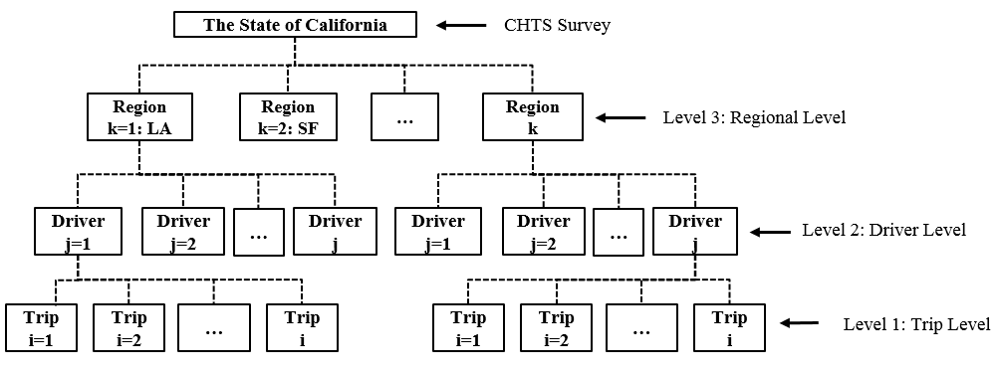 The State of California
CHTS Survey
Region
k=1: LA
Region
k=2: SF
...
Region
k
Level 3: Regional Level
Driver
j=1
Driver
j=2
...
Driver
j
Driver
j=1
Driver
j=2
...
Driver
j
Level 2: Driver Level
Trip
i=1
Trip
i=2
...
Trip
i
Trip
i=1
Trip
i=2
...
Trip
i
Level 1: Trip Level